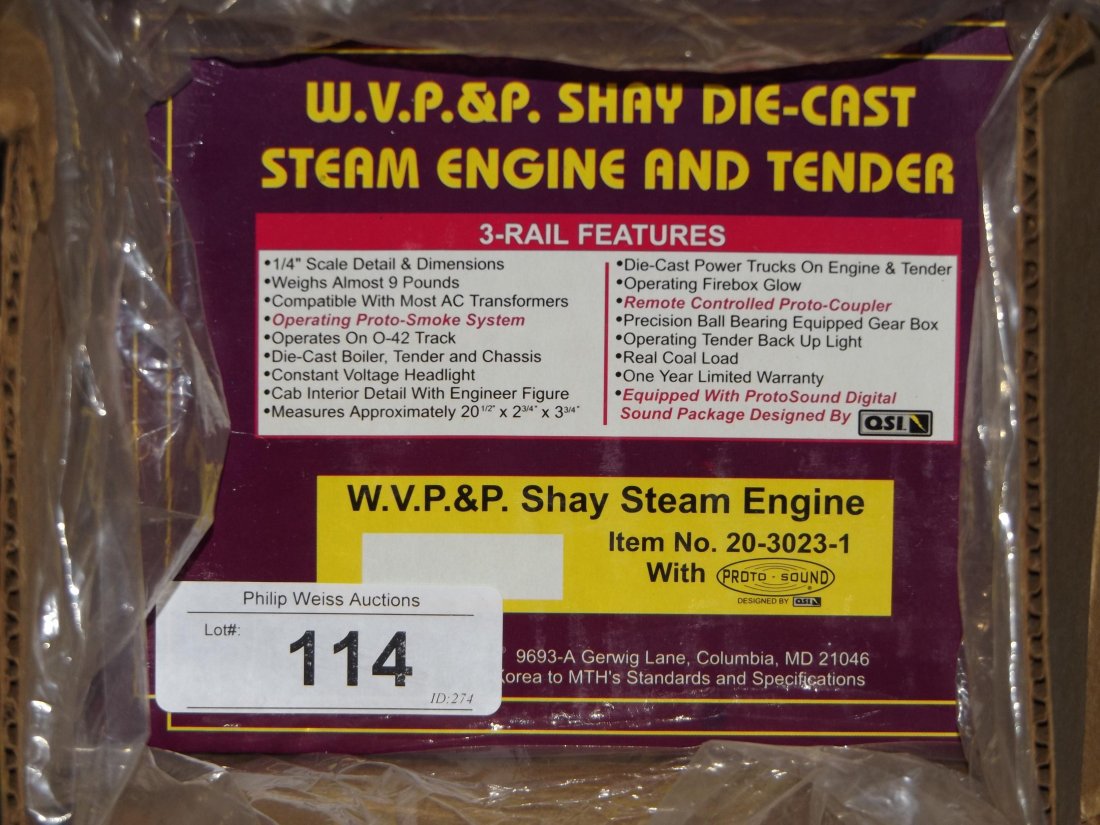 W.V.P.&P. SHAY DIE-CAST
STEAM ENGINE AND TENDER
3-RAIL FEATURES
•1/4" Scale Detail & Dimensions
•Weighs Almost 9 Pounds
•Compatible With Most AC Transformers
•Operating Proto-Smoke System
•Operates On O-42 Track
•Die-Cast Boiler, Tender and Chassis
•Constant Voltage Headlight
•Cab Interior Detail With Engineer Figure
•Measures Approximately 20 1/2" x 2 3/4" x 3 3/4"
•Die-Cast Power Trucks On Engine & Tender
•Operating Firebox Glow
•Remote Controlled Proto-Coupler
•Precision Ball Bearing Equipped Gear Box
•Operating Tender Back Up Light
•Real Coal Load
•One Year Limited Warranty
•Equipped With ProtoSound Digital
Sound Package Designed By QSI
W.V.P.&P. Shay Steam Engine
Item No. 20-3023-1
With PROTO-SOUND®
DESIGNED BY QSI
Philip Weiss Auctions
Lot#:
114
ID:274
® 9693-A Gerwig Lane, Columbia, MD 21046
Korea to MTH's Standards and Specifications